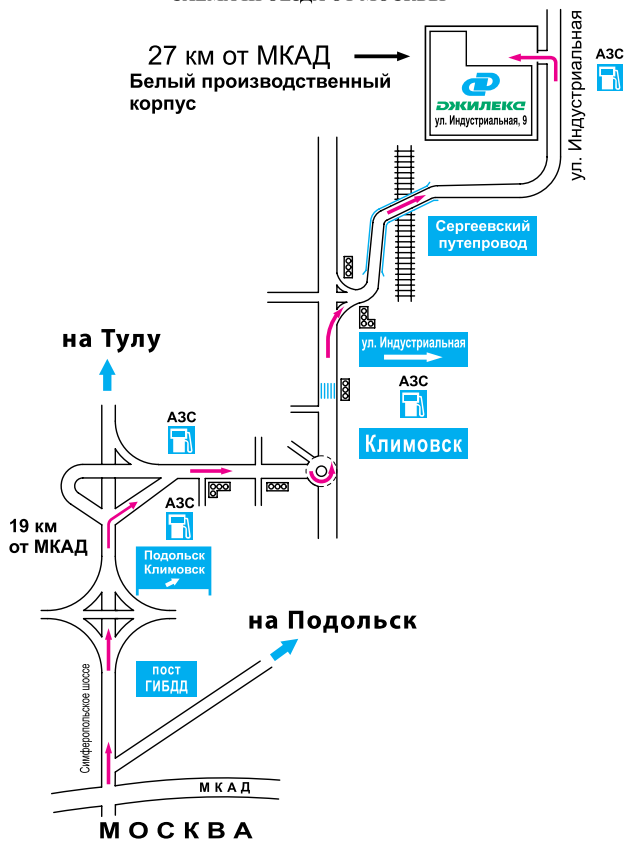 27 км от МКАД
Белый производственный
корпус
ДЖИЛЕКС
ул. Индустриальная, 9
ул. Индустриальная
АЗС
Сергеевский
путепровод
ул. Индустриальная
на Тулу
АЗС
АЗС
Климовск
АЗС
19 км
от МКАД
Подольск
Климовск
на Подольск
пост
ГИБДД
Симферопольское шоссе
МКАД
МОСКВА